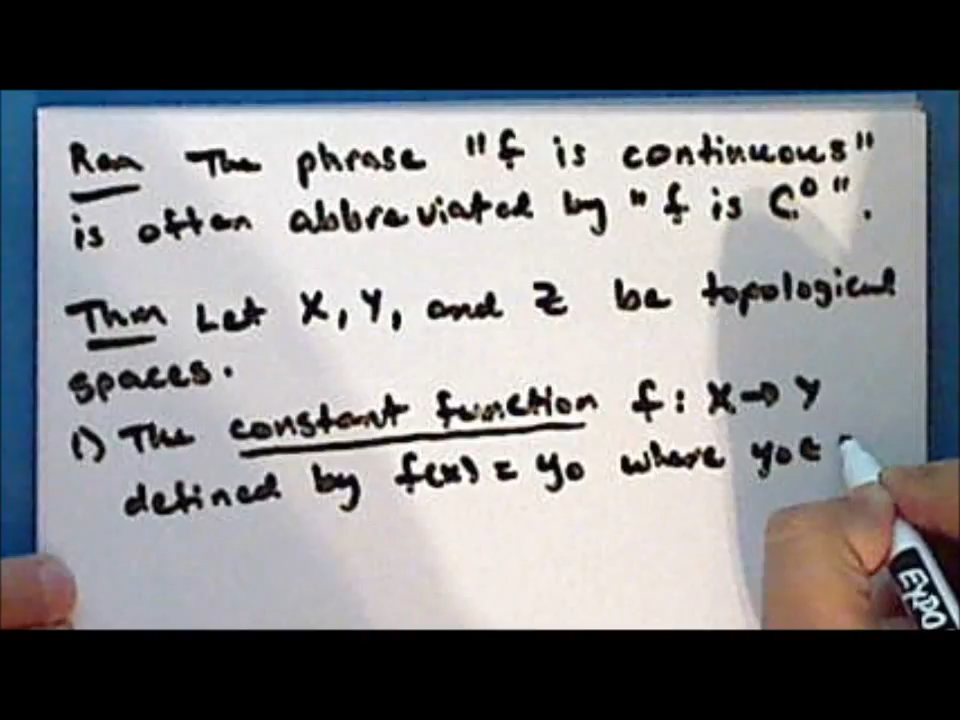 Rem The phrase "f is continuous"
is often abbreviated by "f is C⁰".
Thm Let X, Y, and Z be topological
spaces.
1) The constant function f: X → Y
defined by f(x) = y₀ where y₀ ∈
EXPO